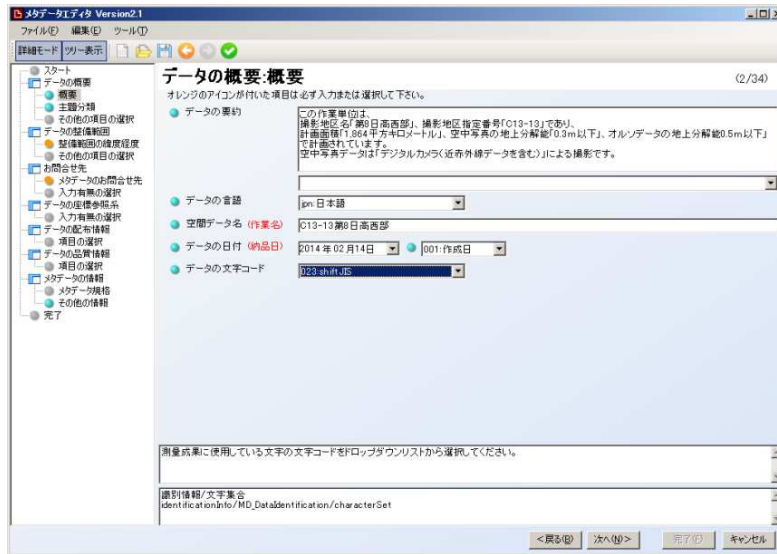 メタデータエディタ Version2.1
ファイル(F) 編集(E) ツール(T)
詳細モード ツリー表示
スタート
データの概要
概要
主題分類
その他の項目の選択
データの整備範囲
整備範囲の緯度経度
その他の項目の選択
お問合せ先
メタデータのお問合せ先
入力有無の選択
データの座標参照系
入力有無の選択
データの配布情報
項目の選択
データの品質情報
項目の選択
メタデータの情報
メタデータ規格
その他の情報
完了
データの概要:概要
(2/34)
オレンジのアイコンが付いた項目は必ず入力または選択して下さい。
データの要約
この作業単位は、
撮影地区名「第8日高西部」、撮影地区指定番号「C13-13」であり、
計画面積「1,864平方キロメートル」、空中写真の地上分解能「0.3m以下」、オルソデータの地上分解能0.5m以下」
で計画されています。
空中写真データは「デジタルカメラ(近赤外線データを含む)」による撮影です。
データの言語
jpn:日本語
空間データ名 (作業名)
C13-13第8日高西部
データの日付 (納品日)
2014年02月14日
001:作成日
データの文字コード
023:shiftJIS
測量成果に使用している文字の文字コードをドロップダウンリストから選択してください。
識別情報/文字集合
identificationInfo/MD_DataIdentification/characterSet
<戻る(B) 次へ(N)> 完了(F) キャンセル